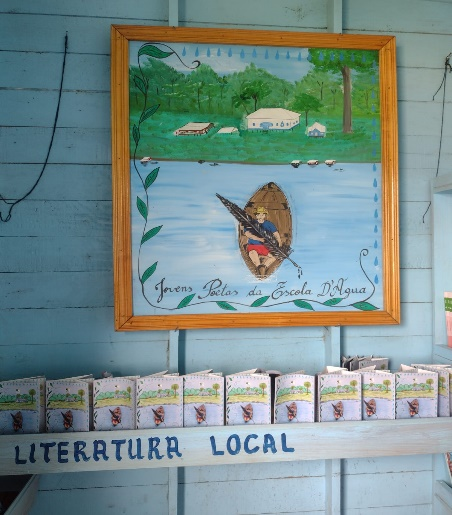 Jovens Poetas da Escola D'Água
LITERATURA LOCAL